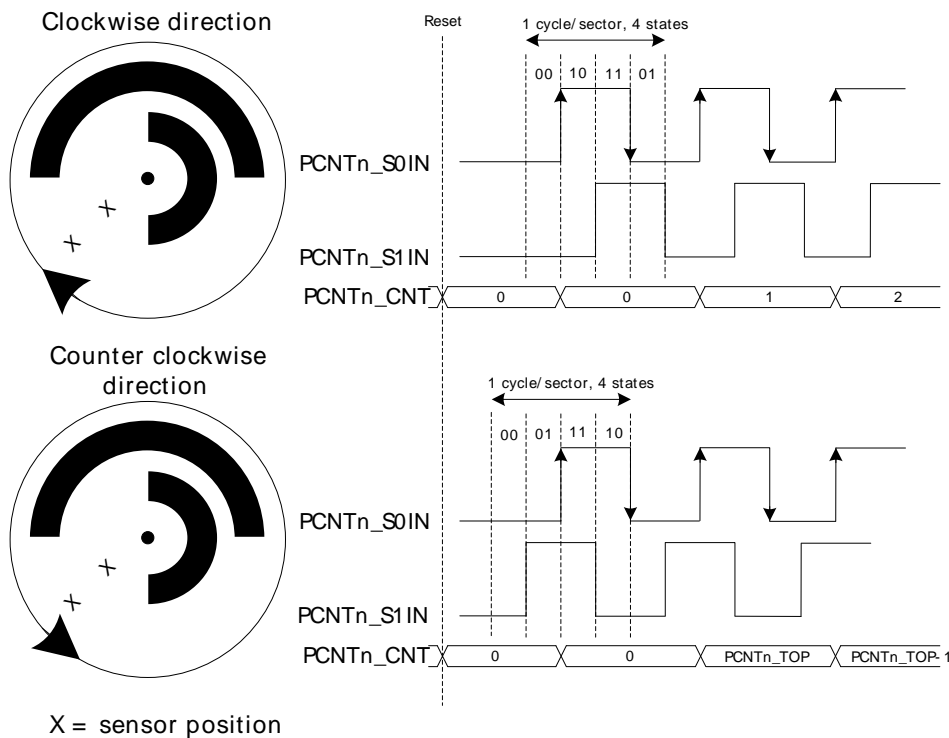 Clockwise direction
Reset
1 cycle/sector, 4 states
00 10 11 01
PCNTn_S0IN
PCNTn_S1IN
PCNTn_CNT 0 0 1 2
X
X
Counter clockwise
direction
1 cycle/sector, 4 states
00 01 11 10
PCNTn_S0IN
PCNTn_S1IN
PCNTn_CNT 0 0 PCNTn_TOP PCNTn_TOP-1
X
X
X = sensor position